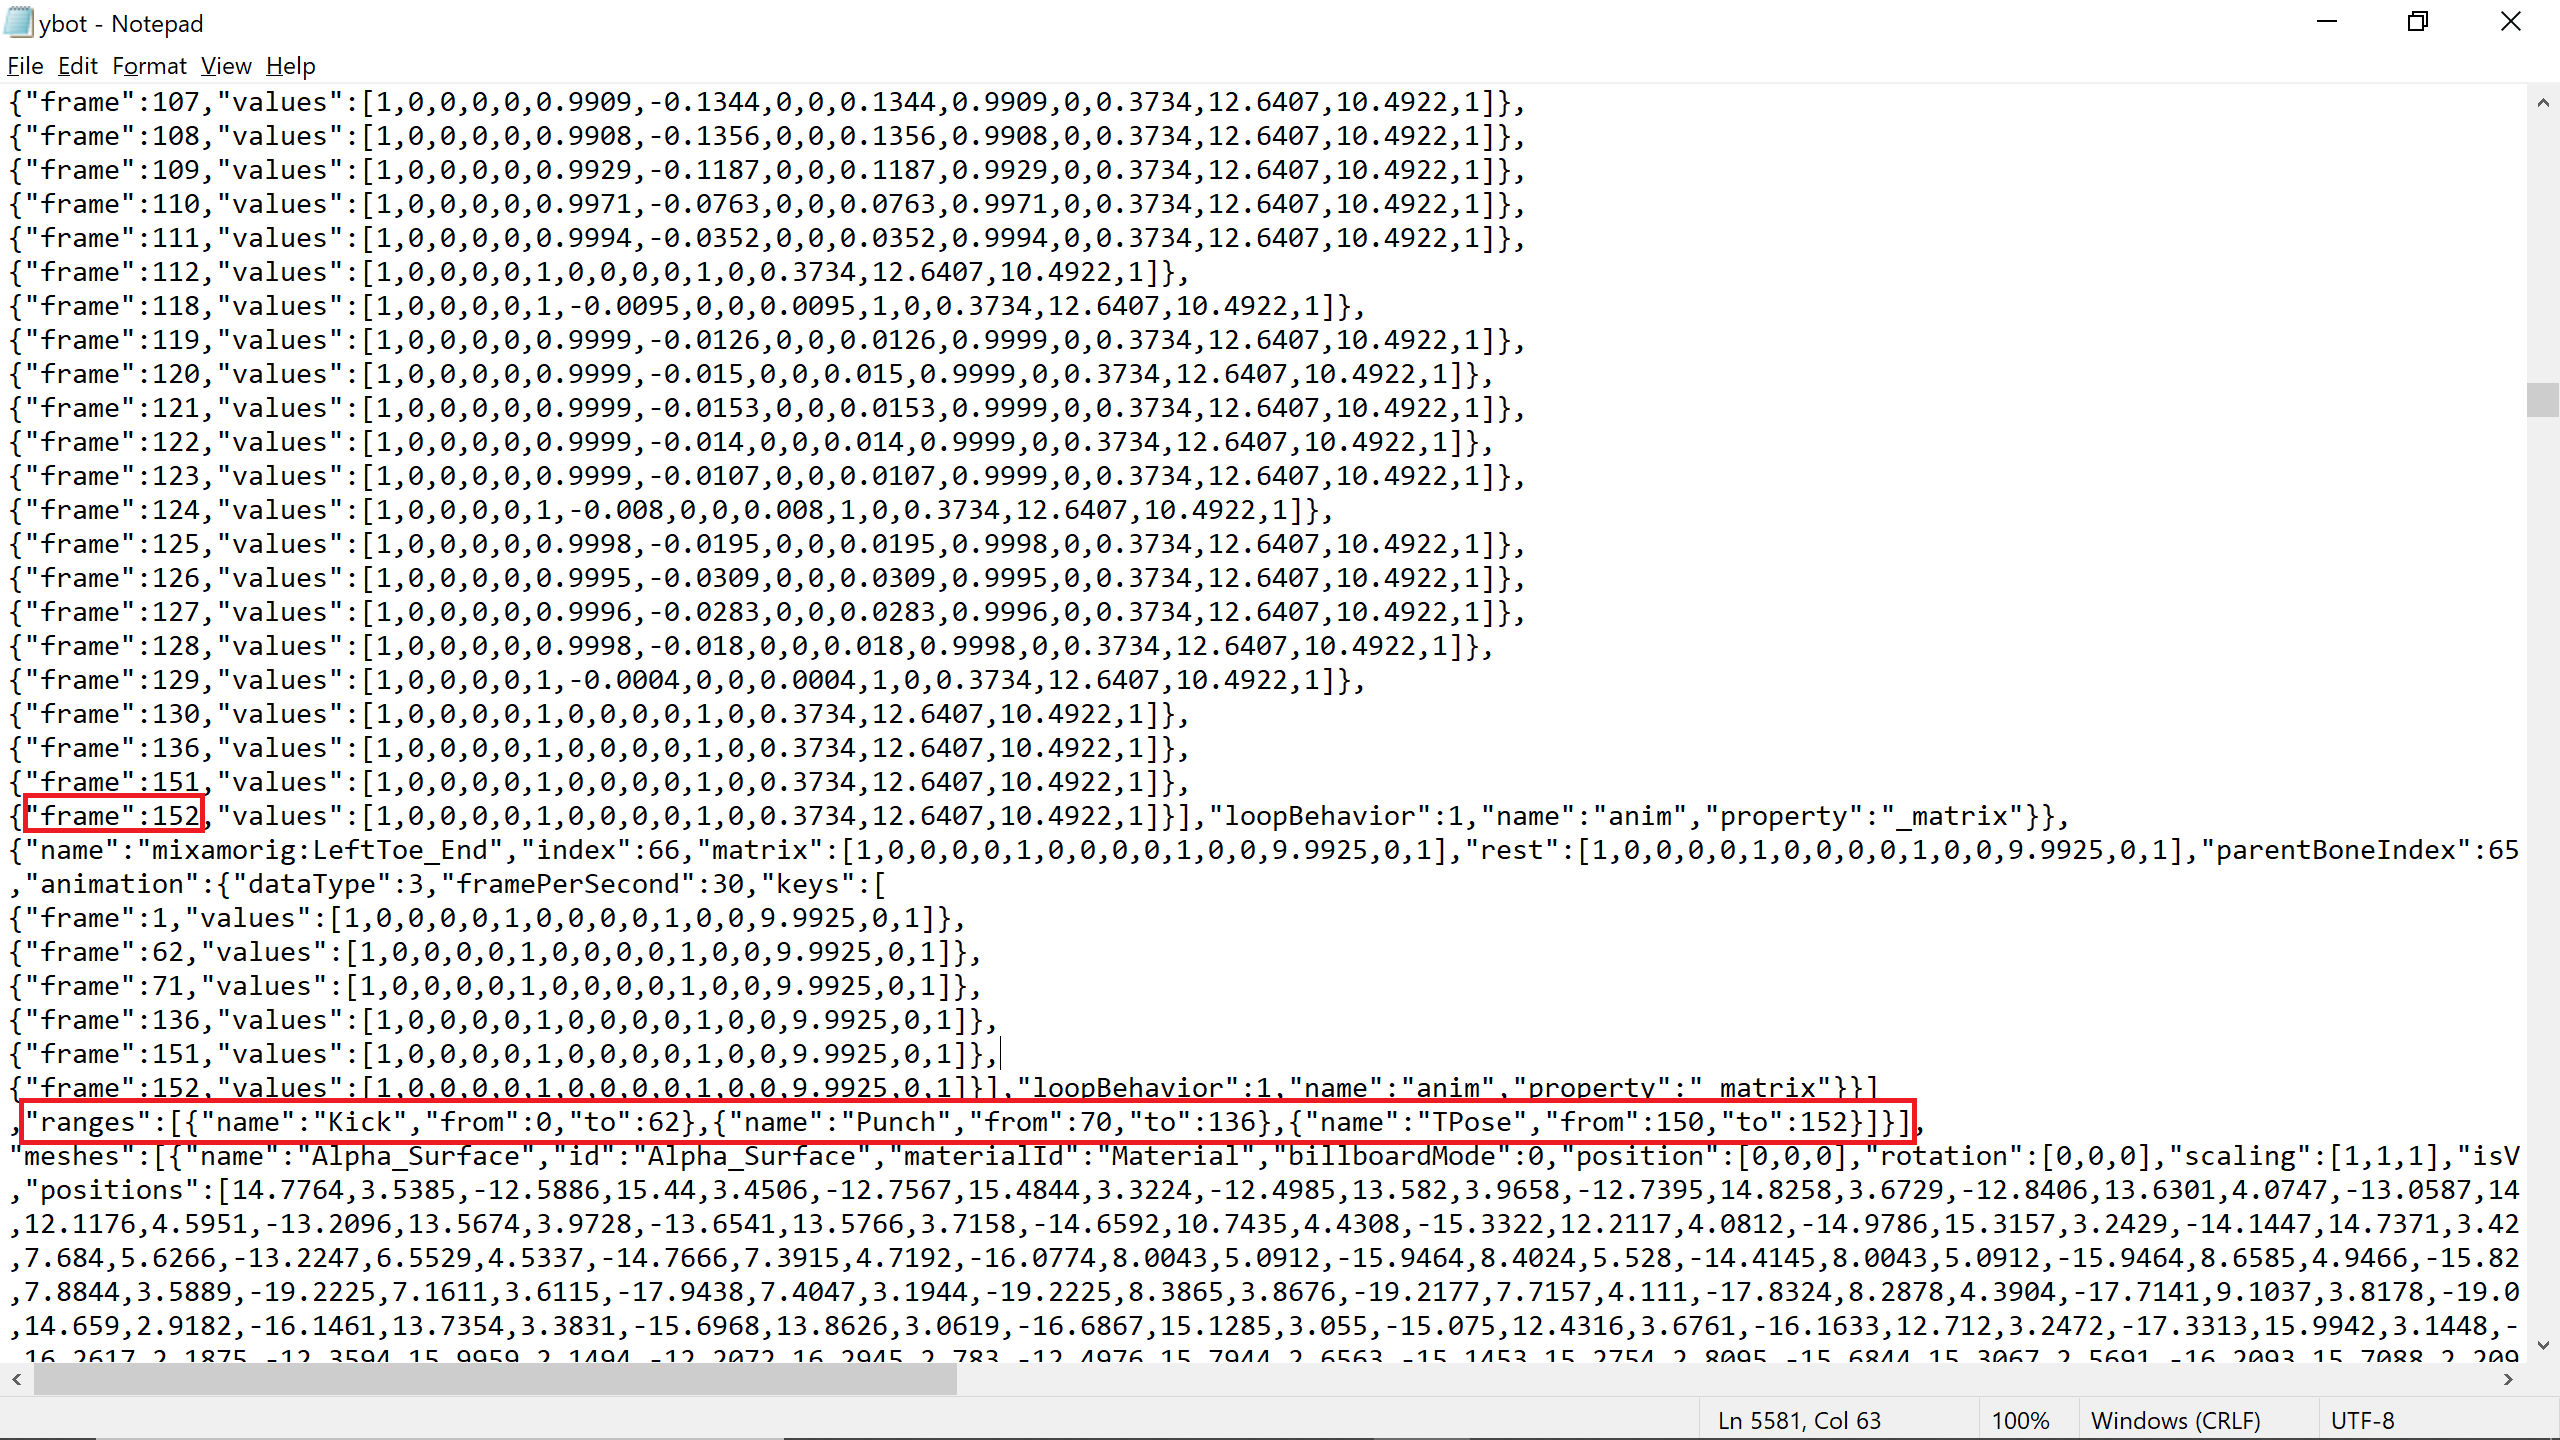 ybot - Notepad
File Edit Format View Help
{"frame":107,"values":[1,0,0,0,0,0.9909,-0.1344,0,0,0.1344,0.9909,0,0.3734,12.6407,10.4922,1]},
{"frame":108,"values":[1,0,0,0,0,0.9908,-0.1356,0,0,0.1356,0.9908,0,0.3734,12.6407,10.4922,1]},
{"frame":109,"values":[1,0,0,0,0,0.9929,-0.1187,0,0,0.1187,0.9929,0,0.3734,12.6407,10.4922,1]},
{"frame":110,"values":[1,0,0,0,0,0.9971,-0.0763,0,0,0.0763,0.9971,0,0.3734,12.6407,10.4922,1]},
{"frame":111,"values":[1,0,0,0,0,0.9994,-0.0352,0,0,0.0352,0.9994,0,0.3734,12.6407,10.4922,1]},
{"frame":112,"values":[1,0,0,0,0,1,0,0,0,0,1,0,0.3734,12.6407,10.4922,1]},
{"frame":118,"values":[1,0,0,0,0,1,-0.0095,0,0,0.0095,1,0,0.3734,12.6407,10.4922,1]},
{"frame":119,"values":[1,0,0,0,0,0.9999,-0.0126,0,0,0.0126,0.9999,0,0.3734,12.6407,10.4922,1]},
{"frame":120,"values":[1,0,0,0,0,0.9999,-0.015,0,0,0.015,0.9999,0,0.3734,12.6407,10.4922,1]},
{"frame":121,"values":[1,0,0,0,0,0.9999,-0.0153,0,0,0.0153,0.9999,0,0.3734,12.6407,10.4922,1]},
{"frame":122,"values":[1,0,0,0,0,0.9999,-0.014,0,0,0.014,0.9999,0,0.3734,12.6407,10.4922,1]},
{"frame":123,"values":[1,0,0,0,0,0.9999,-0.0107,0,0,0.0107,0.9999,0,0.3734,12.6407,10.4922,1]},
{"frame":124,"values":[1,0,0,0,0,1,-0.008,0,0,0.008,1,0,0.3734,12.6407,10.4922,1]},
{"frame":125,"values":[1,0,0,0,0,0.9998,-0.0195,0,0,0.0195,0.9998,0,0.3734,12.6407,10.4922,1]},
{"frame":126,"values":[1,0,0,0,0,0.9995,-0.0309,0,0,0.0309,0.9995,0,0.3734,12.6407,10.4922,1]},
{"frame":127,"values":[1,0,0,0,0,0.9996,-0.0283,0,0,0.0283,0.9996,0,0.3734,12.6407,10.4922,1]},
{"frame":128,"values":[1,0,0,0,0,0.9998,-0.018,0,0,0.018,0.9998,0,0.3734,12.6407,10.4922,1]},
{"frame":129,"values":[1,0,0,0,0,1,-0.0004,0,0,0.0004,1,0,0.3734,12.6407,10.4922,1]},
{"frame":130,"values":[1,0,0,0,0,1,0,0,0,0,1,0,0.3734,12.6407,10.4922,1]},
{"frame":136,"values":[1,0,0,0,0,1,0,0,0,0,1,0,0.3734,12.6407,10.4922,1]},
{"frame":151,"values":[1,0,0,0,0,1,0,0,0,0,1,0,0.3734,12.6407,10.4922,1]},
{"frame":152,"values":[1,0,0,0,0,1,0,0,0,0,1,0,0.3734,12.6407,10.4922,1]}],"loopBehavior":1,"name":"anim","property":"_matrix"}},
{"name":"mixamorig:LeftToe_End","index":66,"matrix":[1,0,0,0,0,1,0,0,0,0,1,0,0,9.9925,0,1],"rest":[1,0,0,0,0,1,0,0,0,0,1,0,0,9.9925,0,1],"parentBoneIndex":65
,"animation":{"dataType":3,"framePerSecond":30,"keys":[
{"frame":1,"values":[1,0,0,0,0,1,0,0,0,0,1,0,0,9.9925,0,1]},
{"frame":62,"values":[1,0,0,0,0,1,0,0,0,0,1,0,0,9.9925,0,1]},
{"frame":71,"values":[1,0,0,0,0,1,0,0,0,0,1,0,0,9.9925,0,1]},
{"frame":136,"values":[1,0,0,0,0,1,0,0,0,0,1,0,0,9.9925,0,1]},
{"frame":151,"values":[1,0,0,0,0,1,0,0,0,0,1,0,0,9.9925,0,1]},
{"frame":152,"values":[1,0,0,0,0,1,0,0,0,0,1,0,0,9.9925,0,1]}],"loopBehavior":1,"name":"anim","property":"_matrix"}}]
,"ranges":[{"name":"Kick","from":0,"to":62},{"name":"Punch","from":70,"to":136},{"name":"TPose","from":150,"to":152}]}],
"meshes":[{"name":"Alpha_Surface","id":"Alpha_Surface","materialId":"Material","billboardMode":0,"position":[0,0,0],"rotation":[0,0,0],"scaling":[1,1,1],"isV
,"positions":[14.7764,3.5385,-12.5886,15.44,3.4506,-12.7567,15.4844,3.3224,-12.4985,13.582,3.9658,-12.7395,14.8258,3.6729,-12.8406,13.6301,4.0747,-13.0587,14
,12.1176,4.5951,-13.2096,13.5674,3.9728,-13.6541,13.5766,3.7158,-14.6592,10.7435,4.4308,-15.3322,12.2117,4.0812,-14.9786,15.3157,3.2429,-14.1447,14.7371,3.42
,7.684,5.6266,-13.2247,6.5529,4.5337,-14.7666,7.3915,4.7192,-16.0774,8.0043,5.0912,-15.9464,8.4024,5.528,-14.4145,8.0043,5.0912,-15.9464,8.6585,4.9466,-15.82
,7.8844,3.5889,-19.2225,7.1611,3.6115,-17.9438,7.4047,3.1944,-19.2225,8.3865,3.8676,-19.2177,7.7157,4.111,-17.8324,8.2878,4.3904,-17.7141,9.1037,3.8178,-19.0
,14.659,2.9182,-16.1461,13.7354,3.3831,-15.6968,13.8626,3.0619,-16.6867,15.1285,3.055,-15.075,12.4316,3.6761,-16.1633,12.712,3.2472,-17.3313,15.9942,3.1448,-
16.2617,2.1875,-12.3594,15.9959,2.1494,-12.2072,16.2945,2.783,-12.4976,15.7944,2.6563,-15.1453,15.2754,2.8095,-15.6844,15.3067,2.5691,-16.2093,15.7088,2.209
Ln 5581, Col 63
100%
Windows (CRLF)
UTF-8